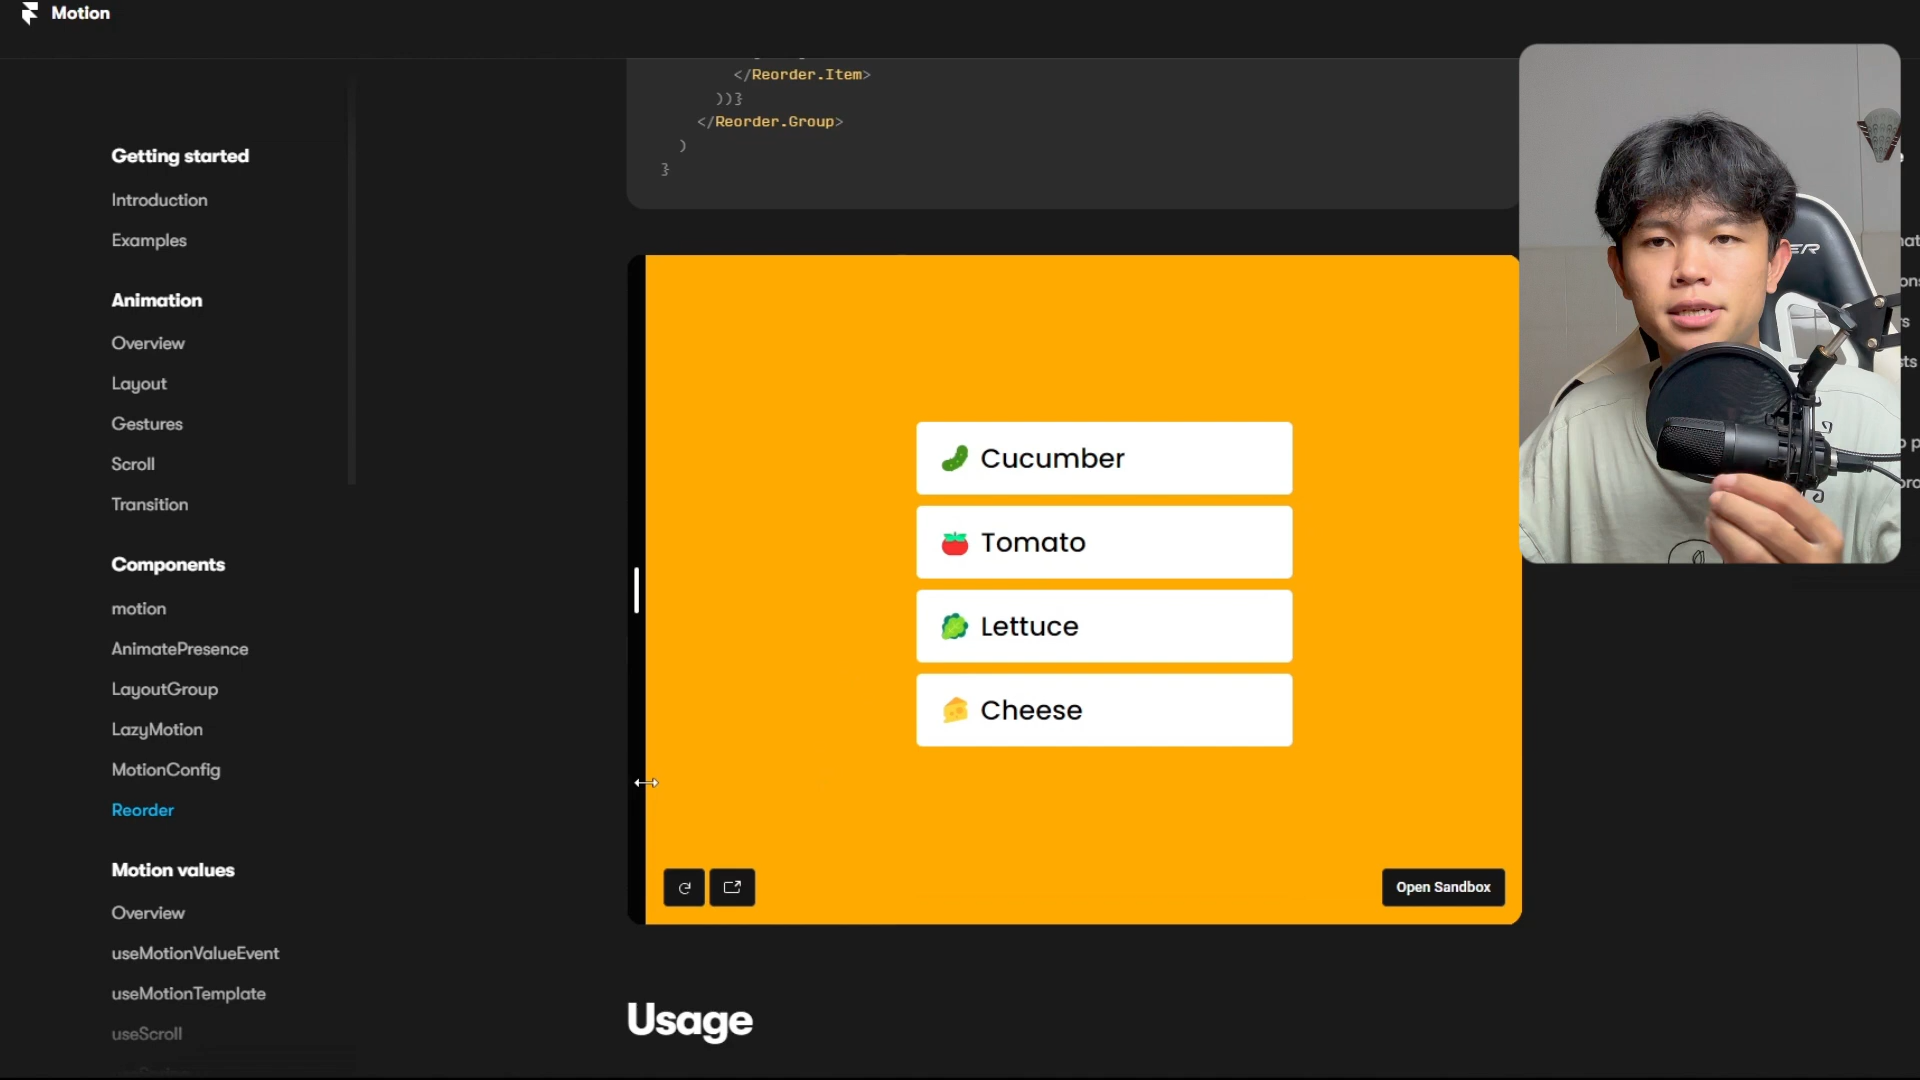 Motion
Getting started
Introduction
Examples
Animation
Overview
Layout
Gestures
Scroll
Transition
Components
motion
AnimatePresence
LayoutGroup
LazyMotion
MotionConfig
Reorder
Motion values
Overview
useMotionValueEvent
useMotionTemplate
useScroll
</Reorder.Item>
))}
</Reorder.Group>
)
}
Cucumber
Tomato
Lettuce
Cheese
Open Sandbox
Usage